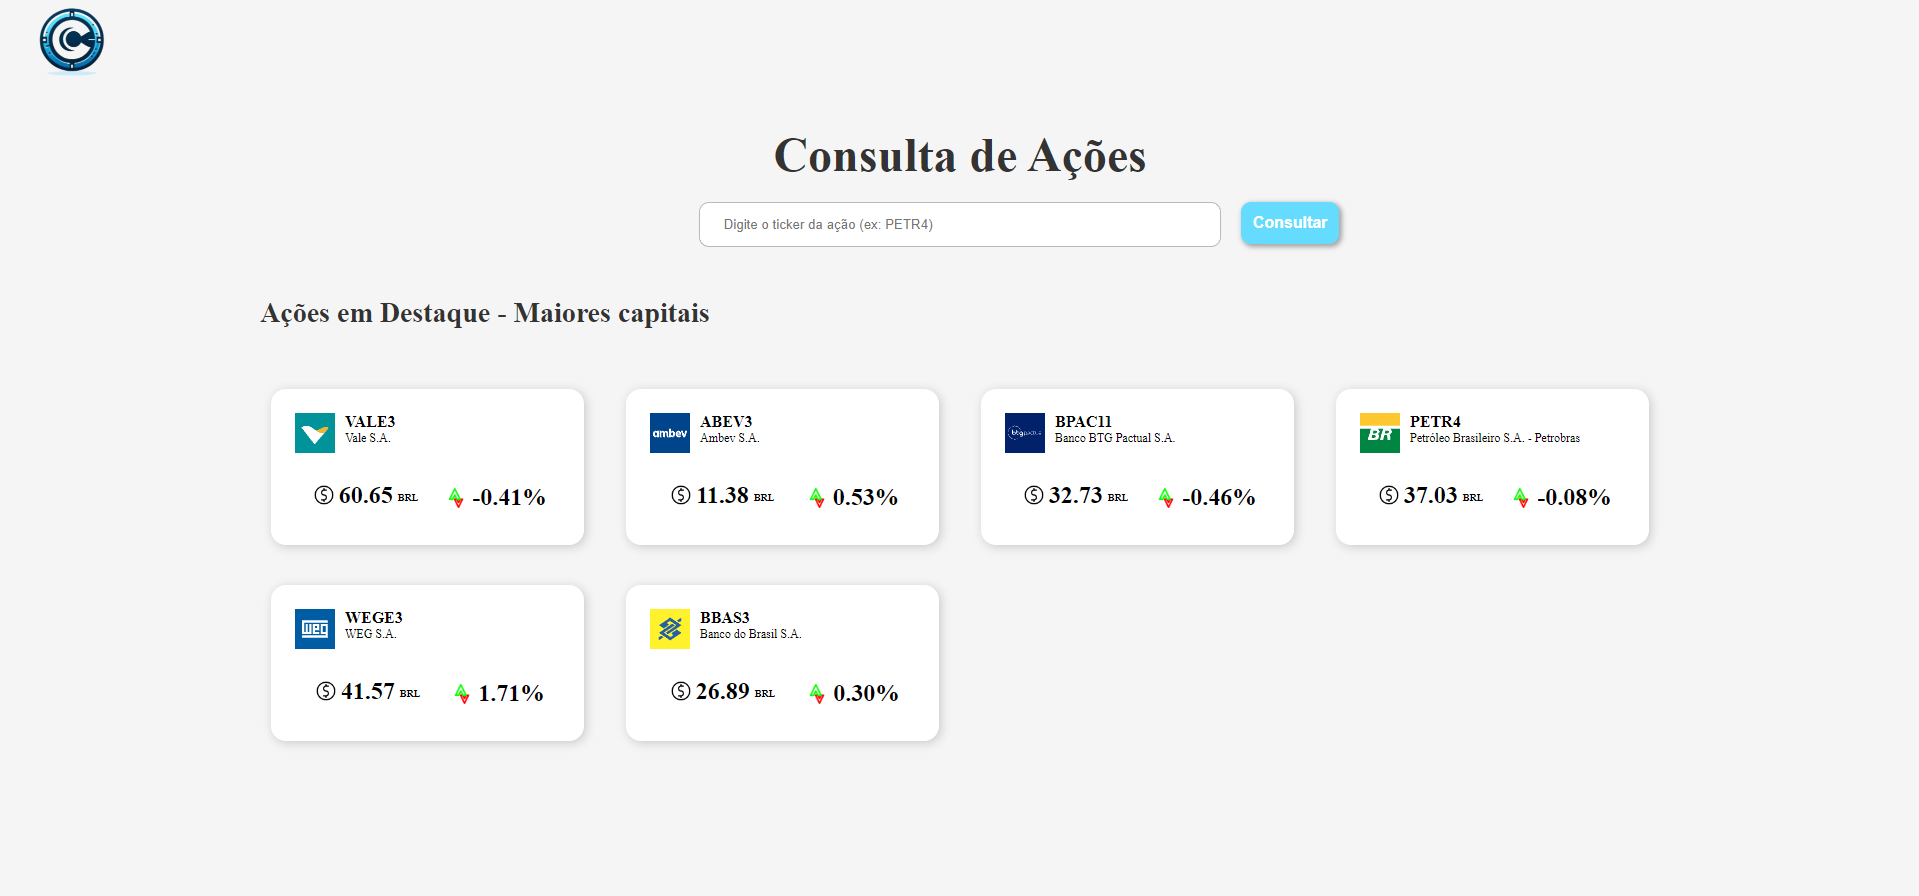 Consulta de Ações
Digite o ticker da ação (ex: PETR4)
Consultar
Ações em Destaque - Maiores capitais
VALE3
Vale S.A.
60.65 BRL
-0.41%
ambev
ABEV3
Ambev S.A.
11.38 BRL
0.53%
btgpactual
BPAC11
Banco BTG Pactual S.A.
32.73 BRL
-0.46%
BR
PETR4
Petróleo Brasileiro S.A. - Petrobras
37.03 BRL
-0.08%
weg
WEGE3
WEG S.A.
41.57 BRL
1.71%
BBAS3
Banco do Brasil S.A.
26.89 BRL
0.30%